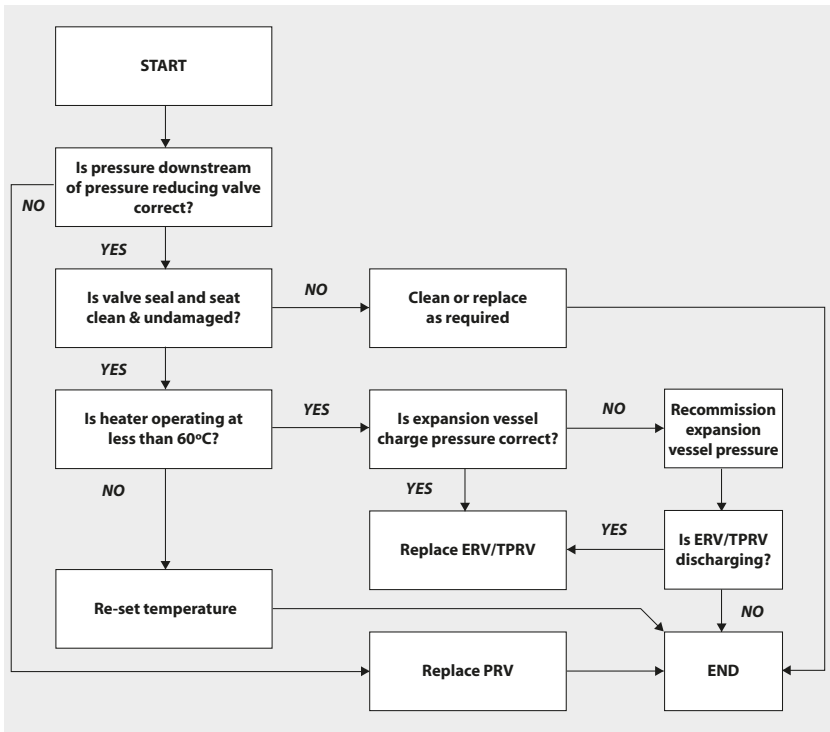 START
Is pressure downstream
of pressure reducing valve
correct?
NO
YES
Is valve seal and seat
clean & undamaged?
NO
Clean or replace
as required
YES
Is heater operating at
less than 60ºC?
YES
Is expansion vessel
charge pressure correct?
NO
Recommission
expansion
vessel pressure
NO
YES
Replace ERV/TPRV
YES
Is ERV/TPRV
discharging?
Re-set temperature
NO
Replace PRV
END